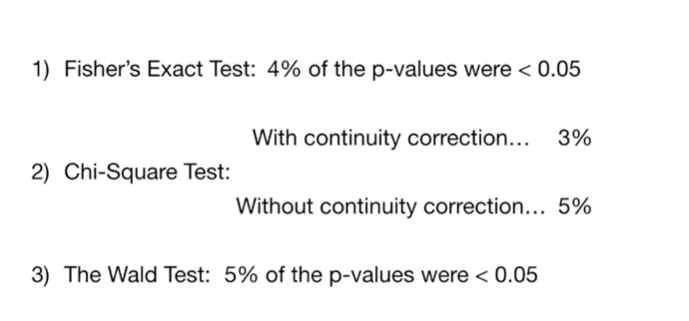 1) Fisher’s Exact Test: 4% of the p-values were < 0.05
With continuity correction… 3%
2) Chi-Square Test:
Without continuity correction… 5%
3) The Wald Test: 5% of the p-values were < 0.05